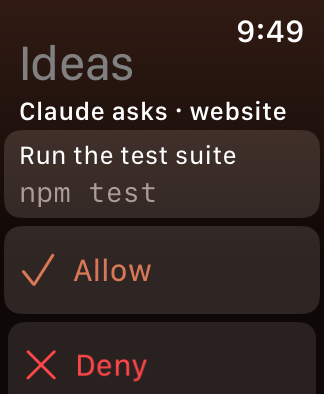 9:49
Ideas
Claude asks · website
Run the test suite
npm test
Allow
Deny